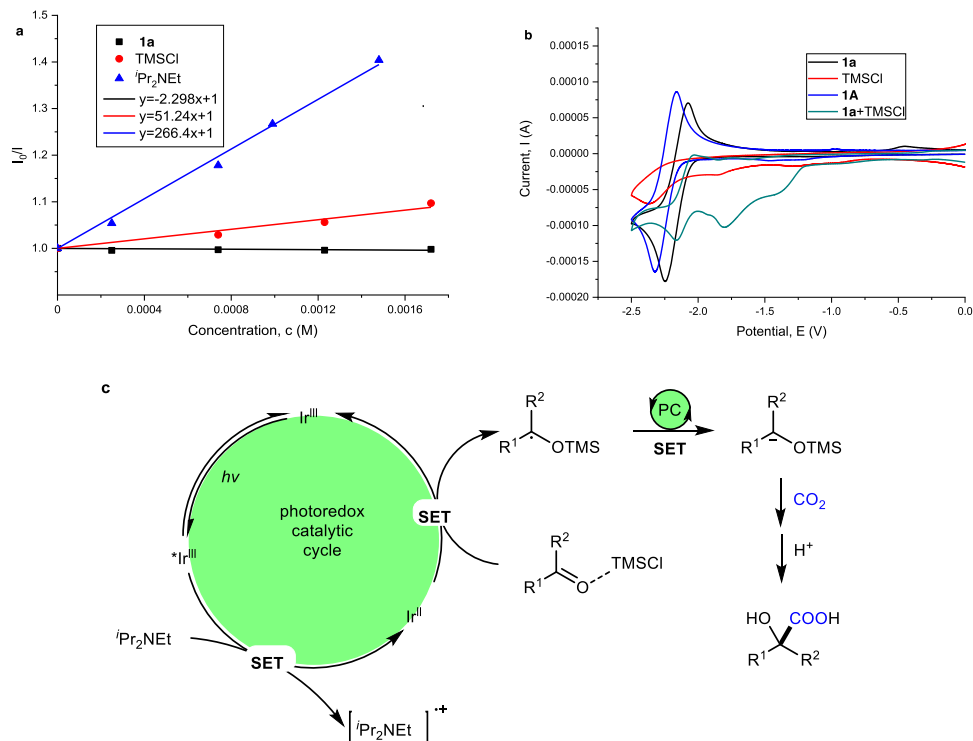 a
1.5
1.4
1.3
1.2
1.1
1.0
I₀/I
1a
TMSCl
ⁱPr₂NEt
y=-2.298x+1
y=51.24x+1
y=266.4x+1
0
0.0004
0.0008
0.0012
0.0016
Concentration, c (M)
b
0.00015
0.00010
0.00005
0.00000
-0.00005
-0.00010
-0.00015
-0.00020
Current, I (A)
1a
TMSCl
1A
1a+TMSCl
-2.5
-2.0
-1.5
-1.0
-0.5
0.0
Potential, E (V)
c
Irᴵᴵᴵ
hv
photoredox
catalytic
cycle
*Irᴵᴵᴵ
Irᴵᴵ
ⁱPr₂NEt
SET
[ⁱPr₂NEt]·+
SET
R²
R¹
OTMS
R²
R¹
O
TMSCl
PC
SET
R²
R¹
OTMS
CO₂
H⁺
HO
COOH
R¹
R²